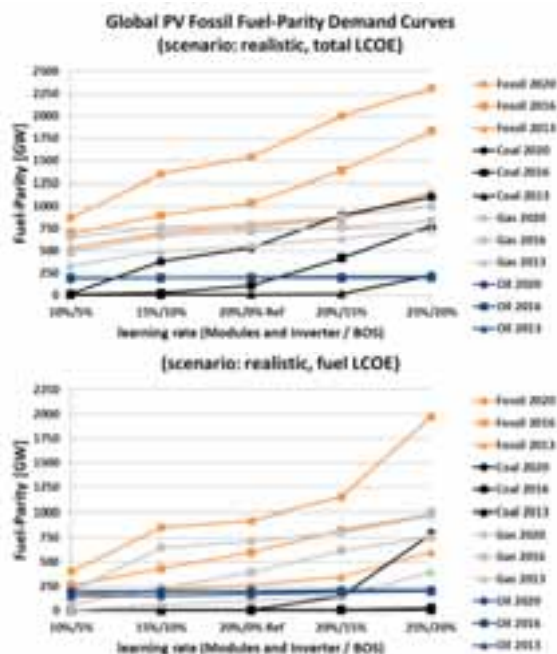 Global PV Fossil Fuel-Parity Demand Curves
(scenario: realistic, total LCOE)
Fuel-Parity [GW]
2500
2250
2000
1750
1500
1250
1000
750
500
250
0
10%/5%
15%/10%
20%/0% Ref
20%/15%
25%/20%
learning rate (Modules and Inverter / BOS)
Fossil 2020
Fossil 2016
Fossil 2013
Coal 2020
Coal 2016
Coal 2013
Gas 2020
Gas 2016
Gas 2013
Oil 2020
Oil 2016
Oil 2013
(scenario: realistic, fuel LCOE)
Fuel-Parity [GW]
2250
2000
1750
1500
1250
1000
750
500
250
0
10%/5%
15%/10%
20%/0% Ref
20%/15%
25%/20%
learning rate (Modules and Inverter / BOS)
Fossil 2020
Fossil 2016
Fossil 2013
Coal 2020
Coal 2016
Coal 2013
Gas 2020
Gas 2016
Gas 2013
Oil 2020
Oil 2016
Oil 2013